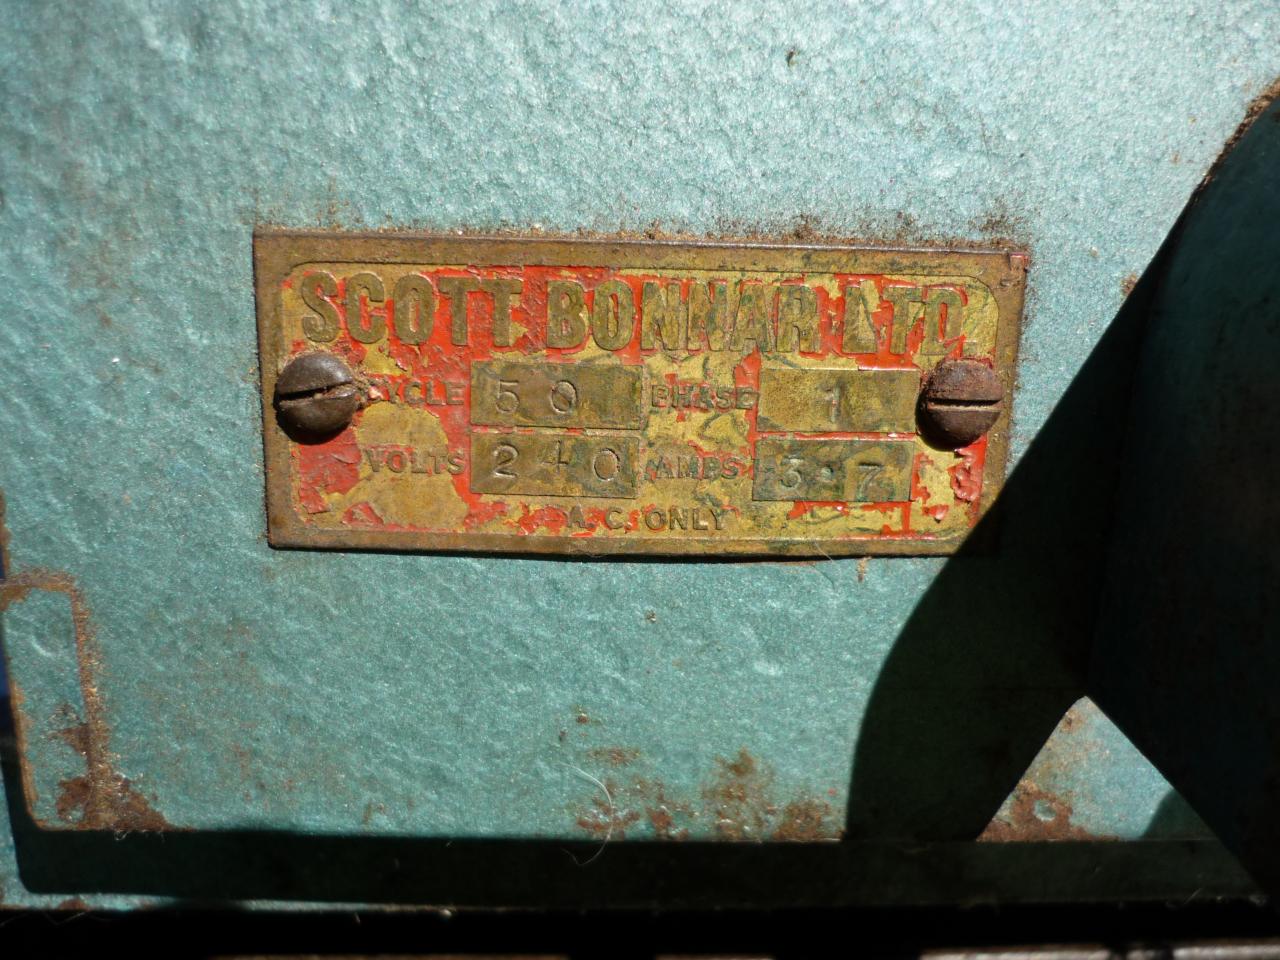 SCOTT BONNAR LTD
CYCLE 50 PHASE 1
VOLTS 240 AMPS 3.7
A.C. ONLY